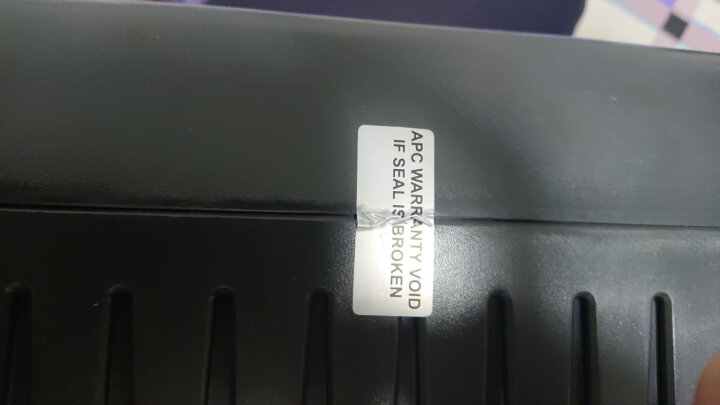 APC WARRANTY VOID
IF SEAL IS BROKEN